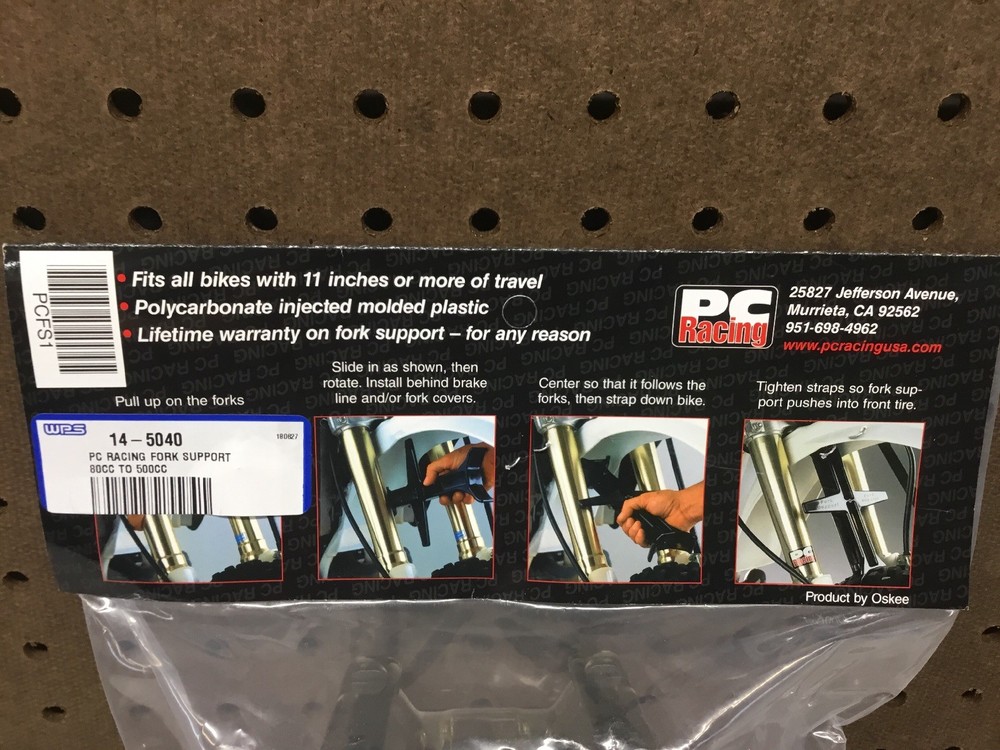 PCFS1
• Fits all bikes with 11 inches or more of travel
• Polycarbonate injected molded plastic
• Lifetime warranty on fork support – for any reason
PC
Racing
25827 Jefferson Avenue,
Murrieta, CA 92562
951-698-4962
www.pcracingusa.com
Pull up on the forks
Slide in as shown, then
rotate. Install behind brake
line and/or fork covers.
Center so that it follows the
forks, then strap down bike.
Tighten straps so fork sup-
port pushes into front tire.
WPS
14-5040
180827
PC RACING FORK SUPPORT
80CC TO 500CC
PC
Racing
Product by Oskee